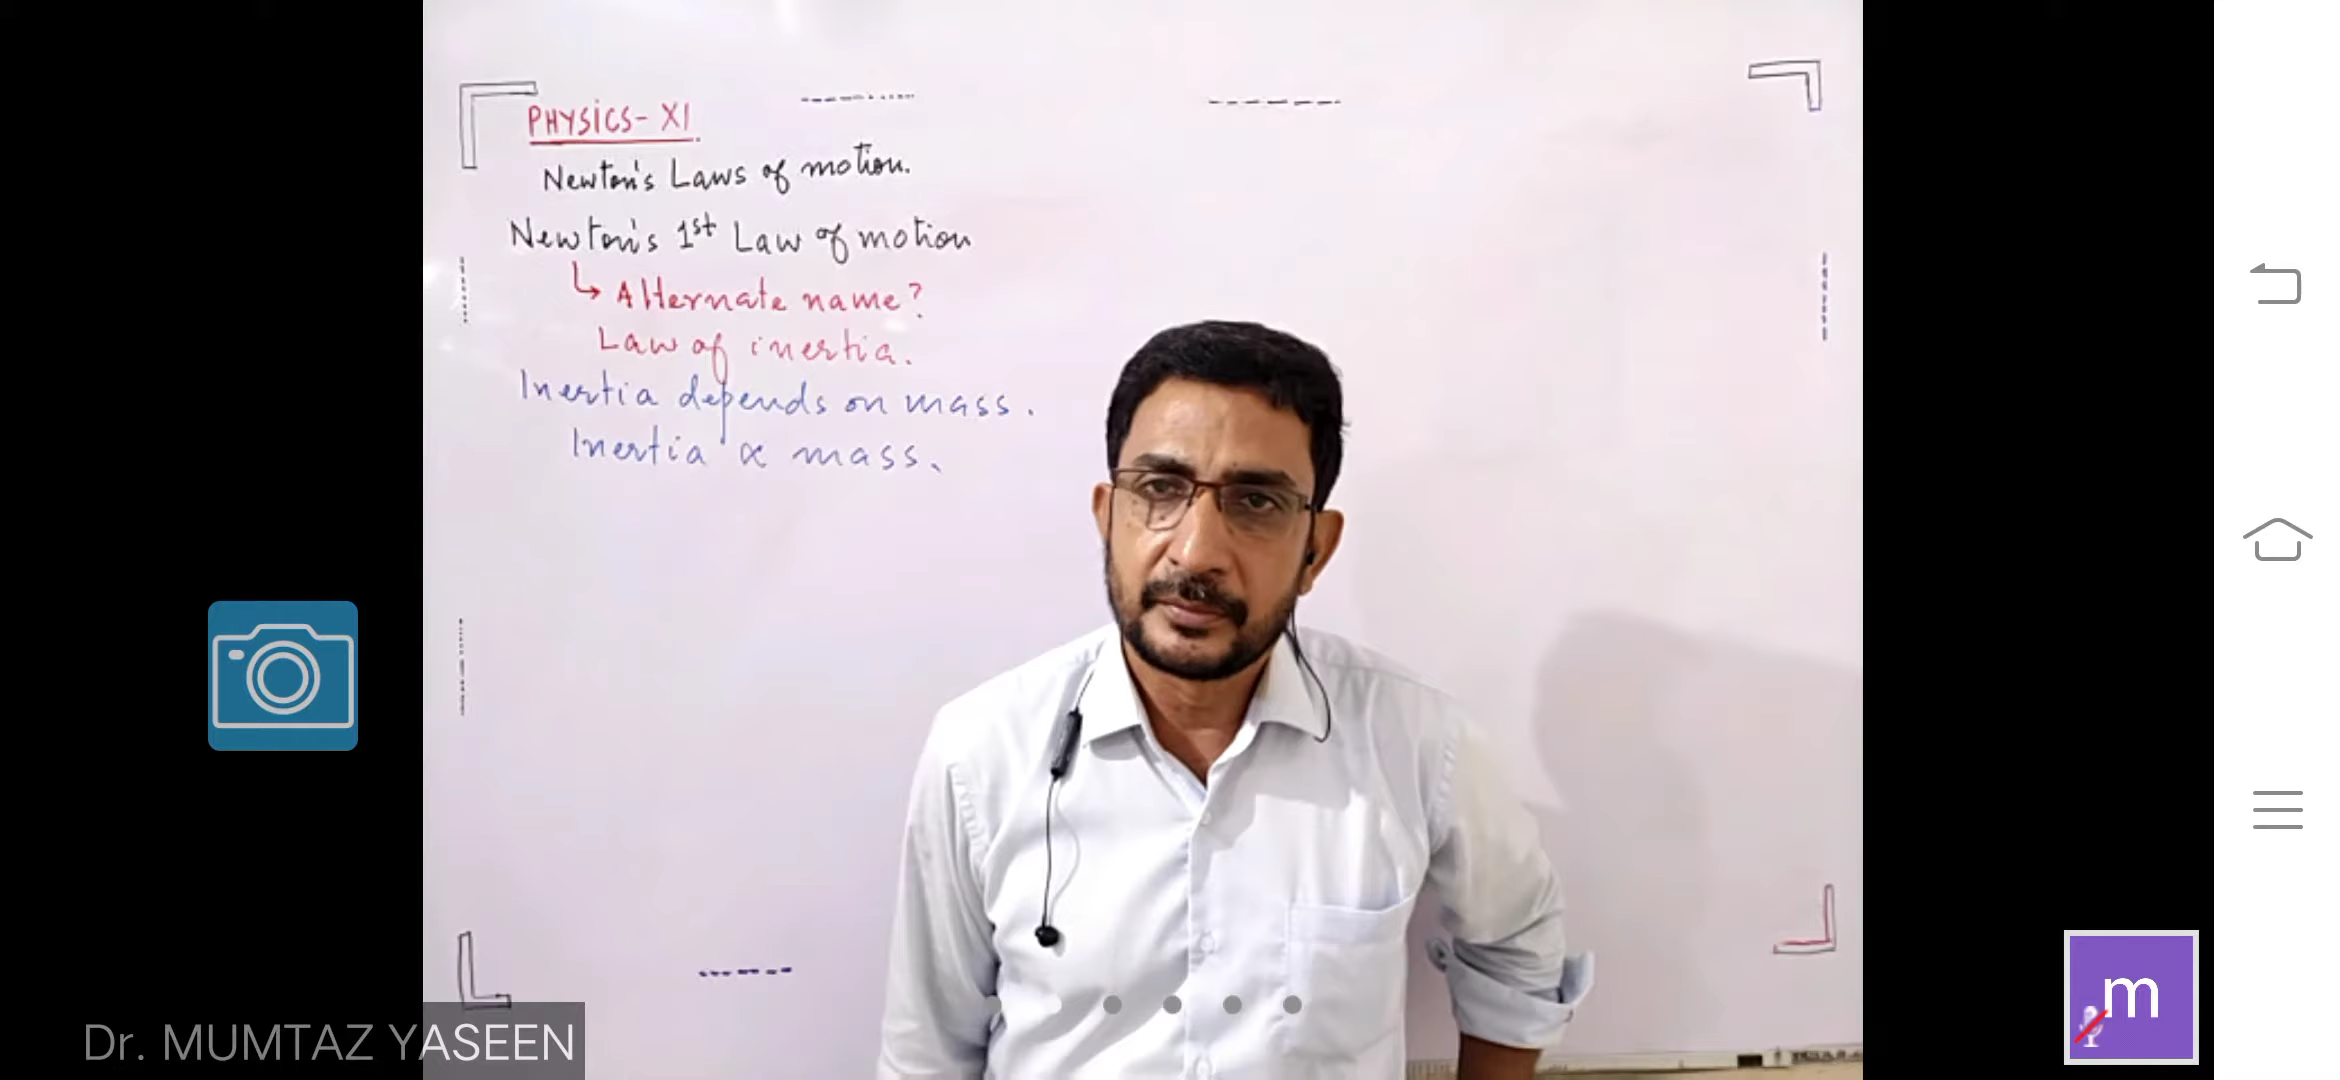 PHYSICS- XI
Newton's Laws of motion.
Newton's 1st Law of motion
↳ Alternate name?
Law of inertia.
Inertia depends on mass.
Inertia ∝ mass.
Dr. MUMTAZ YASEEN
m